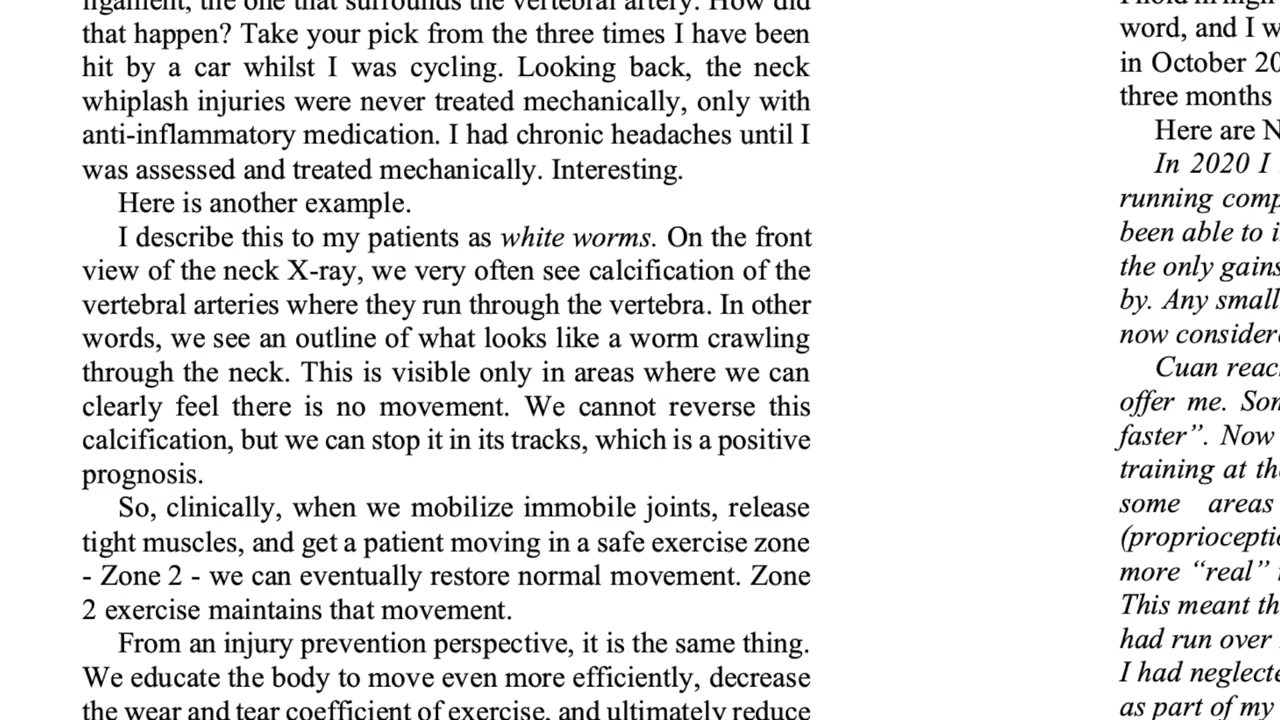 ligament, the one that surrounds the vertebral artery. How did
that happen? Take your pick from the three times I have been
hit by a car whilst I was cycling. Looking back, the neck
whiplash injuries were never treated mechanically, only with
anti-inflammatory medication. I had chronic headaches until I
was assessed and treated mechanically. Interesting.
Here is another example.
I describe this to my patients as white worms. On the front
view of the neck X-ray, we very often see calcification of the
vertebral arteries where they run through the vertebra. In other
words, we see an outline of what looks like a worm crawling
through the neck. This is visible only in areas where we can
clearly feel there is no movement. We cannot reverse this
calcification, but we can stop it in its tracks, which is a positive
prognosis.
So, clinically, when we mobilize immobile joints, release
tight muscles, and get a patient moving in a safe exercise zone
- Zone 2 - we can eventually restore normal movement. Zone
2 exercise maintains that movement.
From an injury prevention perspective, it is the same thing.
We educate the body to move even more efficiently, decrease
the wear and tear coefficient of exercise, and ultimately reduce
I hold in high
word, and I w
in October 20
three months
Here are N
In 2020 I
running comp
been able to i
the only gains
by. Any small
now consider
Cuan reac
offer me. Son
faster”. Now
training at the
some areas
(propriocepti
more “real”
This meant th
had run over
I had neglecte
as part of my